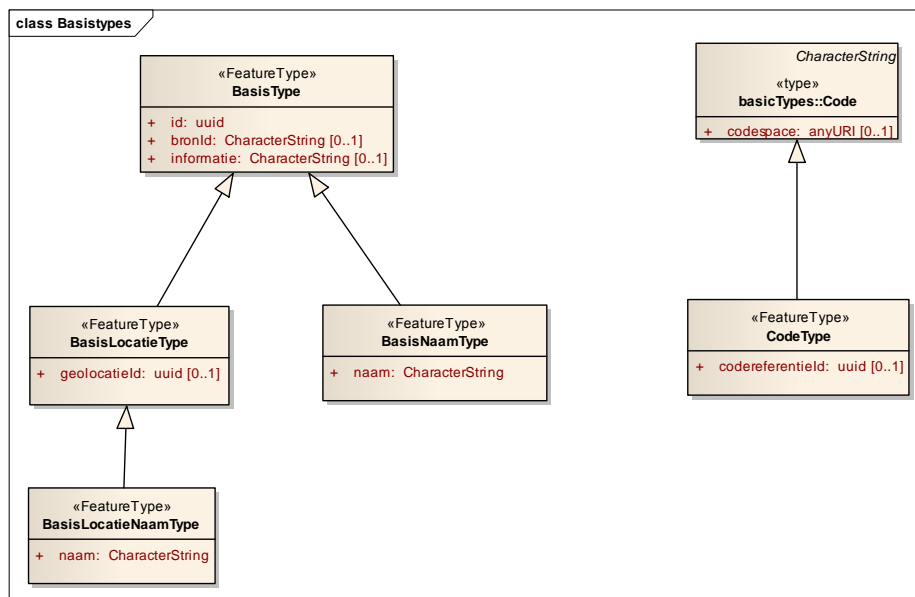 class Basistypes
«FeatureType»
BasisType
+ id: uuid
+ bronId: CharacterString [0..1]
+ informatie: CharacterString [0..1]
CharacterString
«type»
basicTypes::Code
+ codespace: anyURI [0..1]
«FeatureType»
BasisLocatieType
+ geolocatieId: uuid [0..1]
«FeatureType»
BasisNaamType
+ naam: CharacterString
«FeatureType»
CodeType
+ codereferentieId: uuid [0..1]
«FeatureType»
BasisLocatieNaamType
+ naam: CharacterString